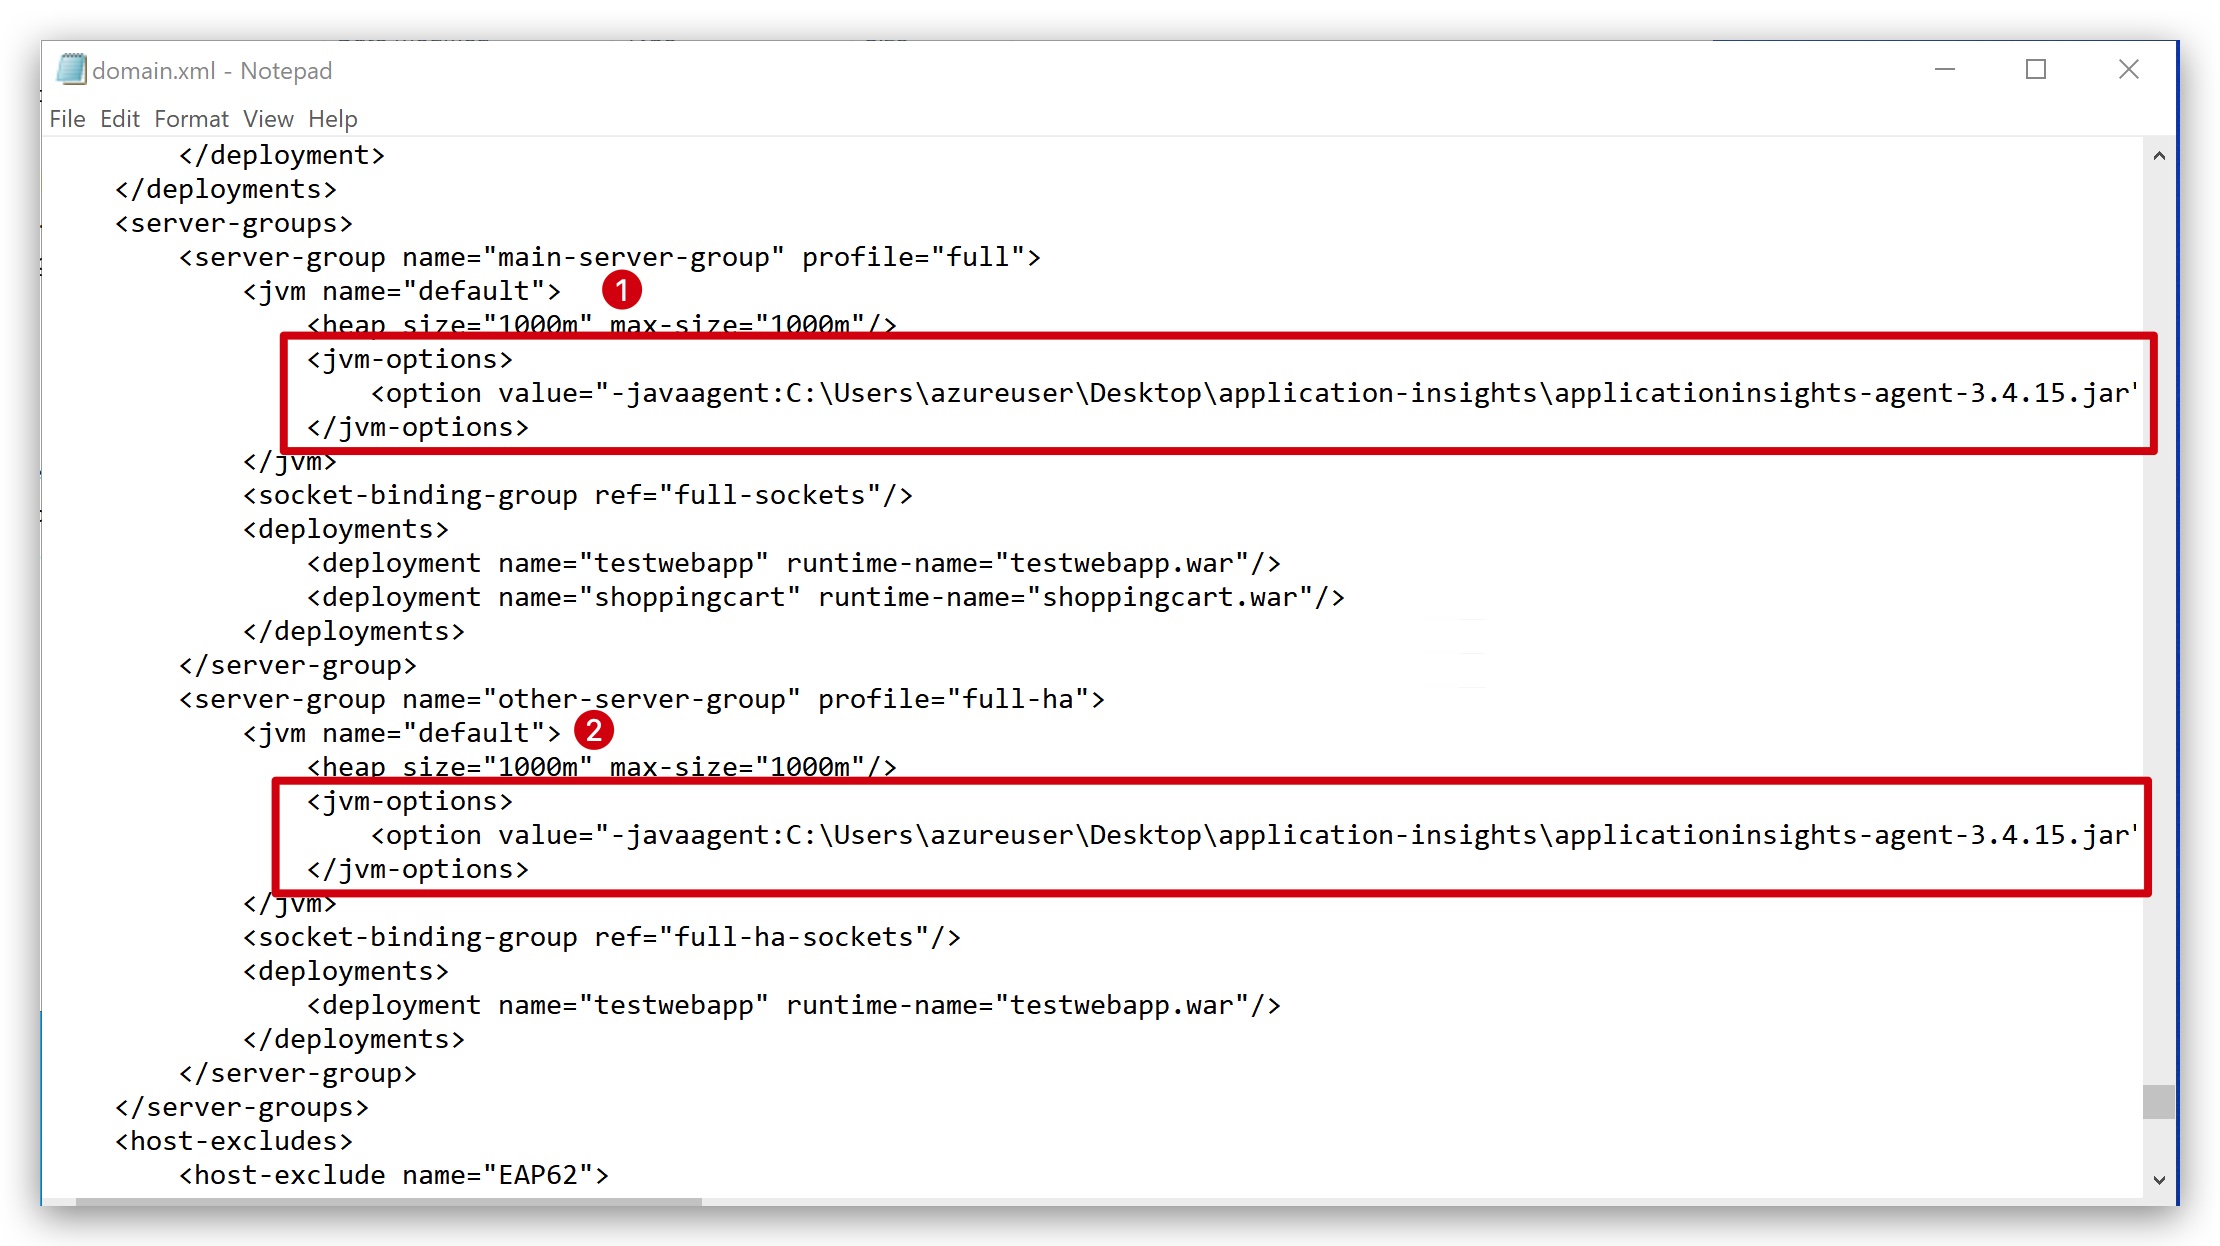 domain.xml - Notepad
File Edit Format View Help
</deployment>
</deployments>
<server-groups>
<server-group name="main-server-group" profile="full">
<jvm name="default"> 1
<heap size="1000m" max-size="1000m"/>
<jvm-options>
<option value="-javaagent:C:\Users\azureuser\Desktop\application-insights\applicationinsights-agent-3.4.15.jar"
</jvm-options>
</jvm>
<socket-binding-group ref="full-sockets"/>
<deployments>
<deployment name="testwebapp" runtime-name="testwebapp.war"/>
<deployment name="shoppingcart" runtime-name="shoppingcart.war"/>
</deployments>
</server-group>
<server-group name="other-server-group" profile="full-ha">
<jvm name="default"> 2
<heap size="1000m" max-size="1000m"/>
<jvm-options>
<option value="-javaagent:C:\Users\azureuser\Desktop\application-insights\applicationinsights-agent-3.4.15.jar"
</jvm-options>
</jvm>
<socket-binding-group ref="full-ha-sockets"/>
<deployments>
<deployment name="testwebapp" runtime-name="testwebapp.war"/>
</deployments>
</server-group>
</server-groups>
<host-excludes>
<host-exclude name="EAP62">